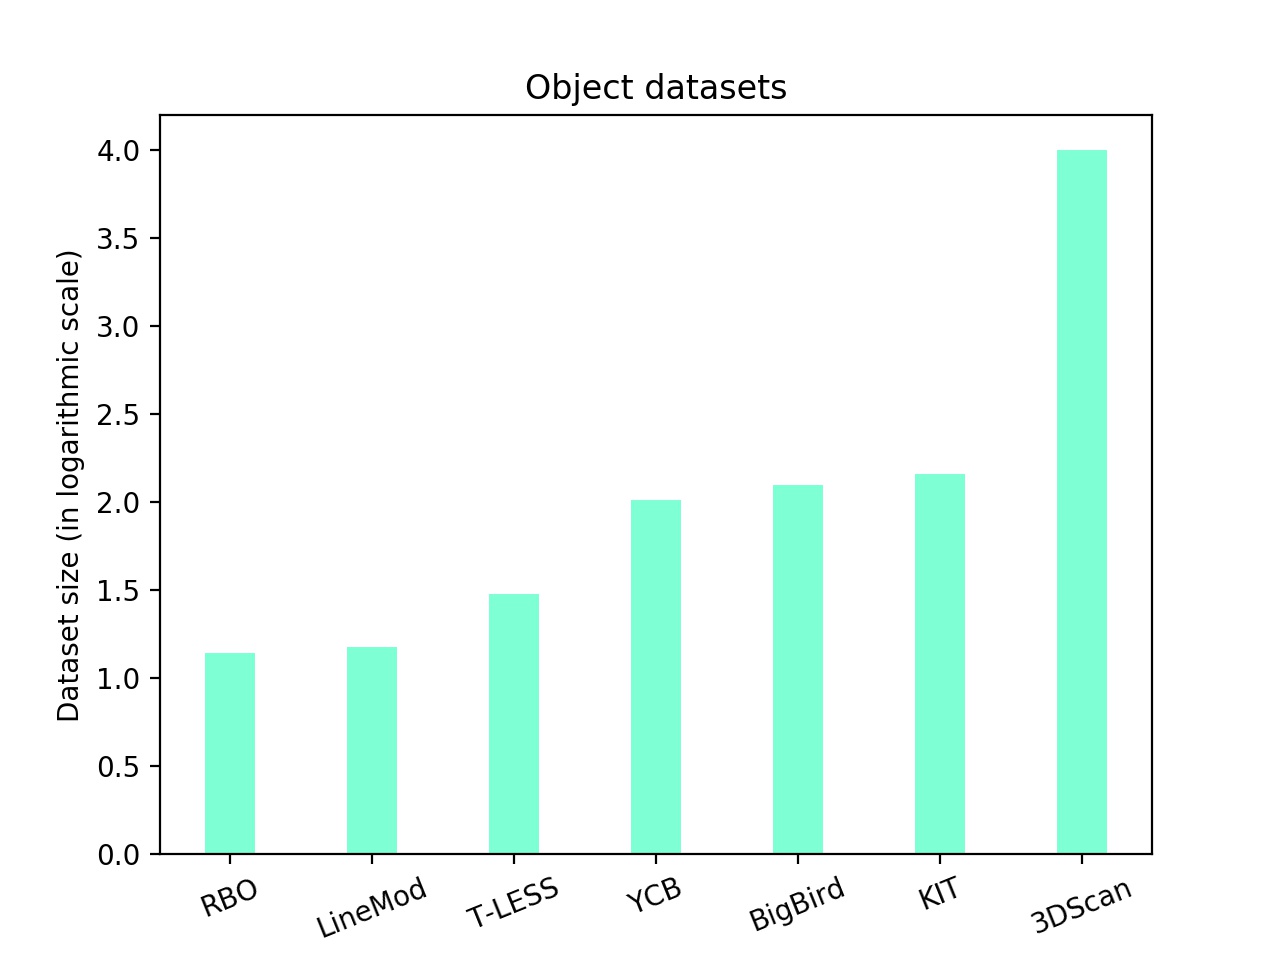 Object datasets
Dataset size (in logarithmic scale)
4.0
3.5
3.0
2.5
2.0
1.5
1.0
0.5
0.0
RBO
LineMod
T-LESS
YCB
BigBird
KIT
3DScan